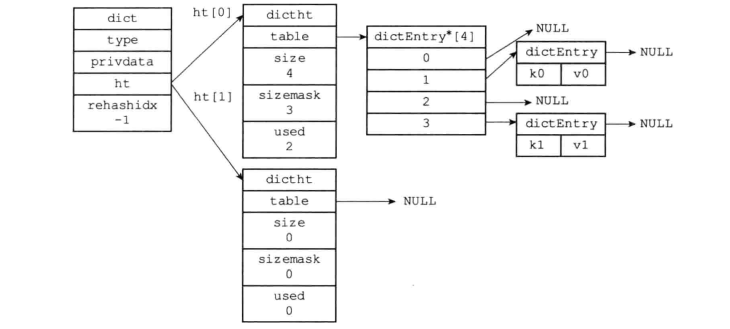 dict
type
privdata
ht
rehashidx
-1
ht[0]
ht[1]
dictht
table
size
4
sizemask
3
used
2
dictht
table
size
0
sizemask
0
used
0
NULL
dictEntry*[4]
0
1
2
3
NULL
dictEntry
k0 v0
NULL
NULL
dictEntry
k1 v1
NULL